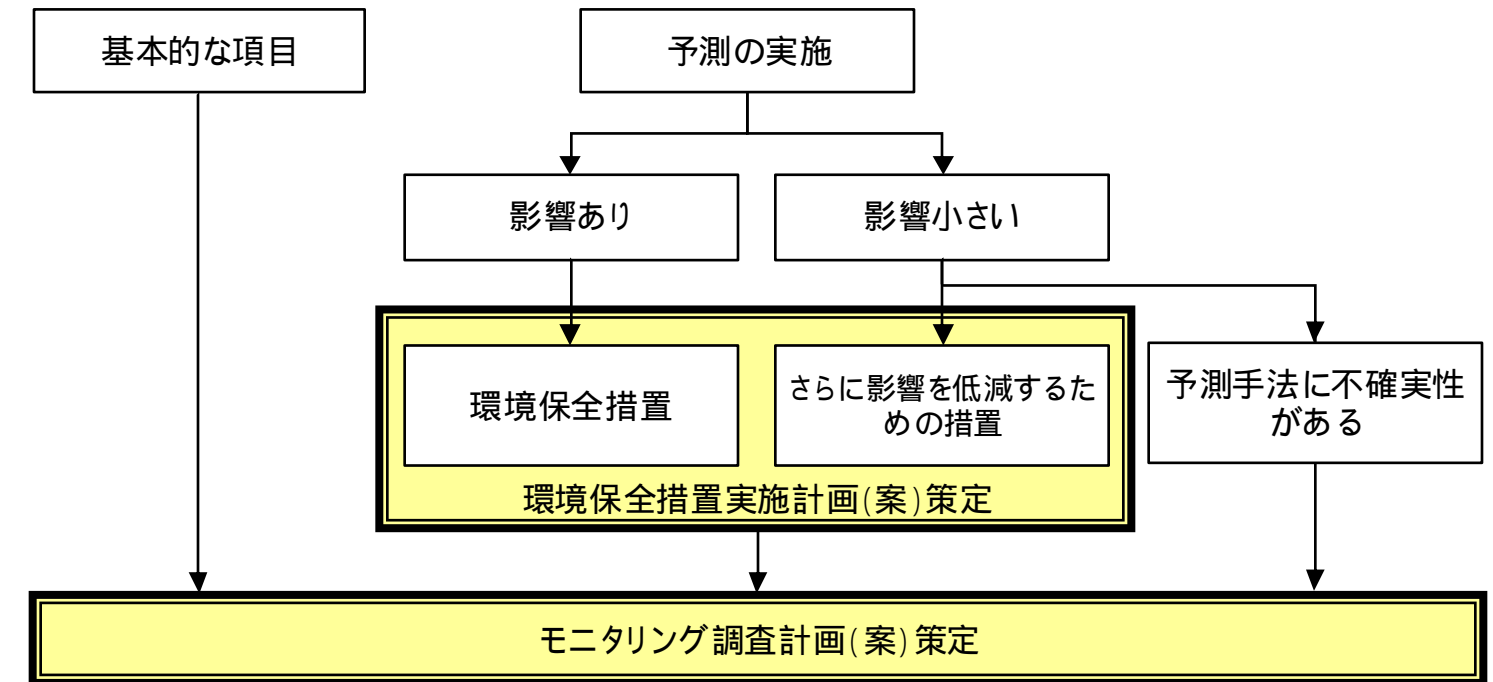 基本的な項目
予測の実施
影響あり
影響小さい
環境保全措置
さらに影響を低減するた
めの措置
予測手法に不確実性
がある
環境保全措置実施計画(案)策定
モニタリング調査計画(案)策定